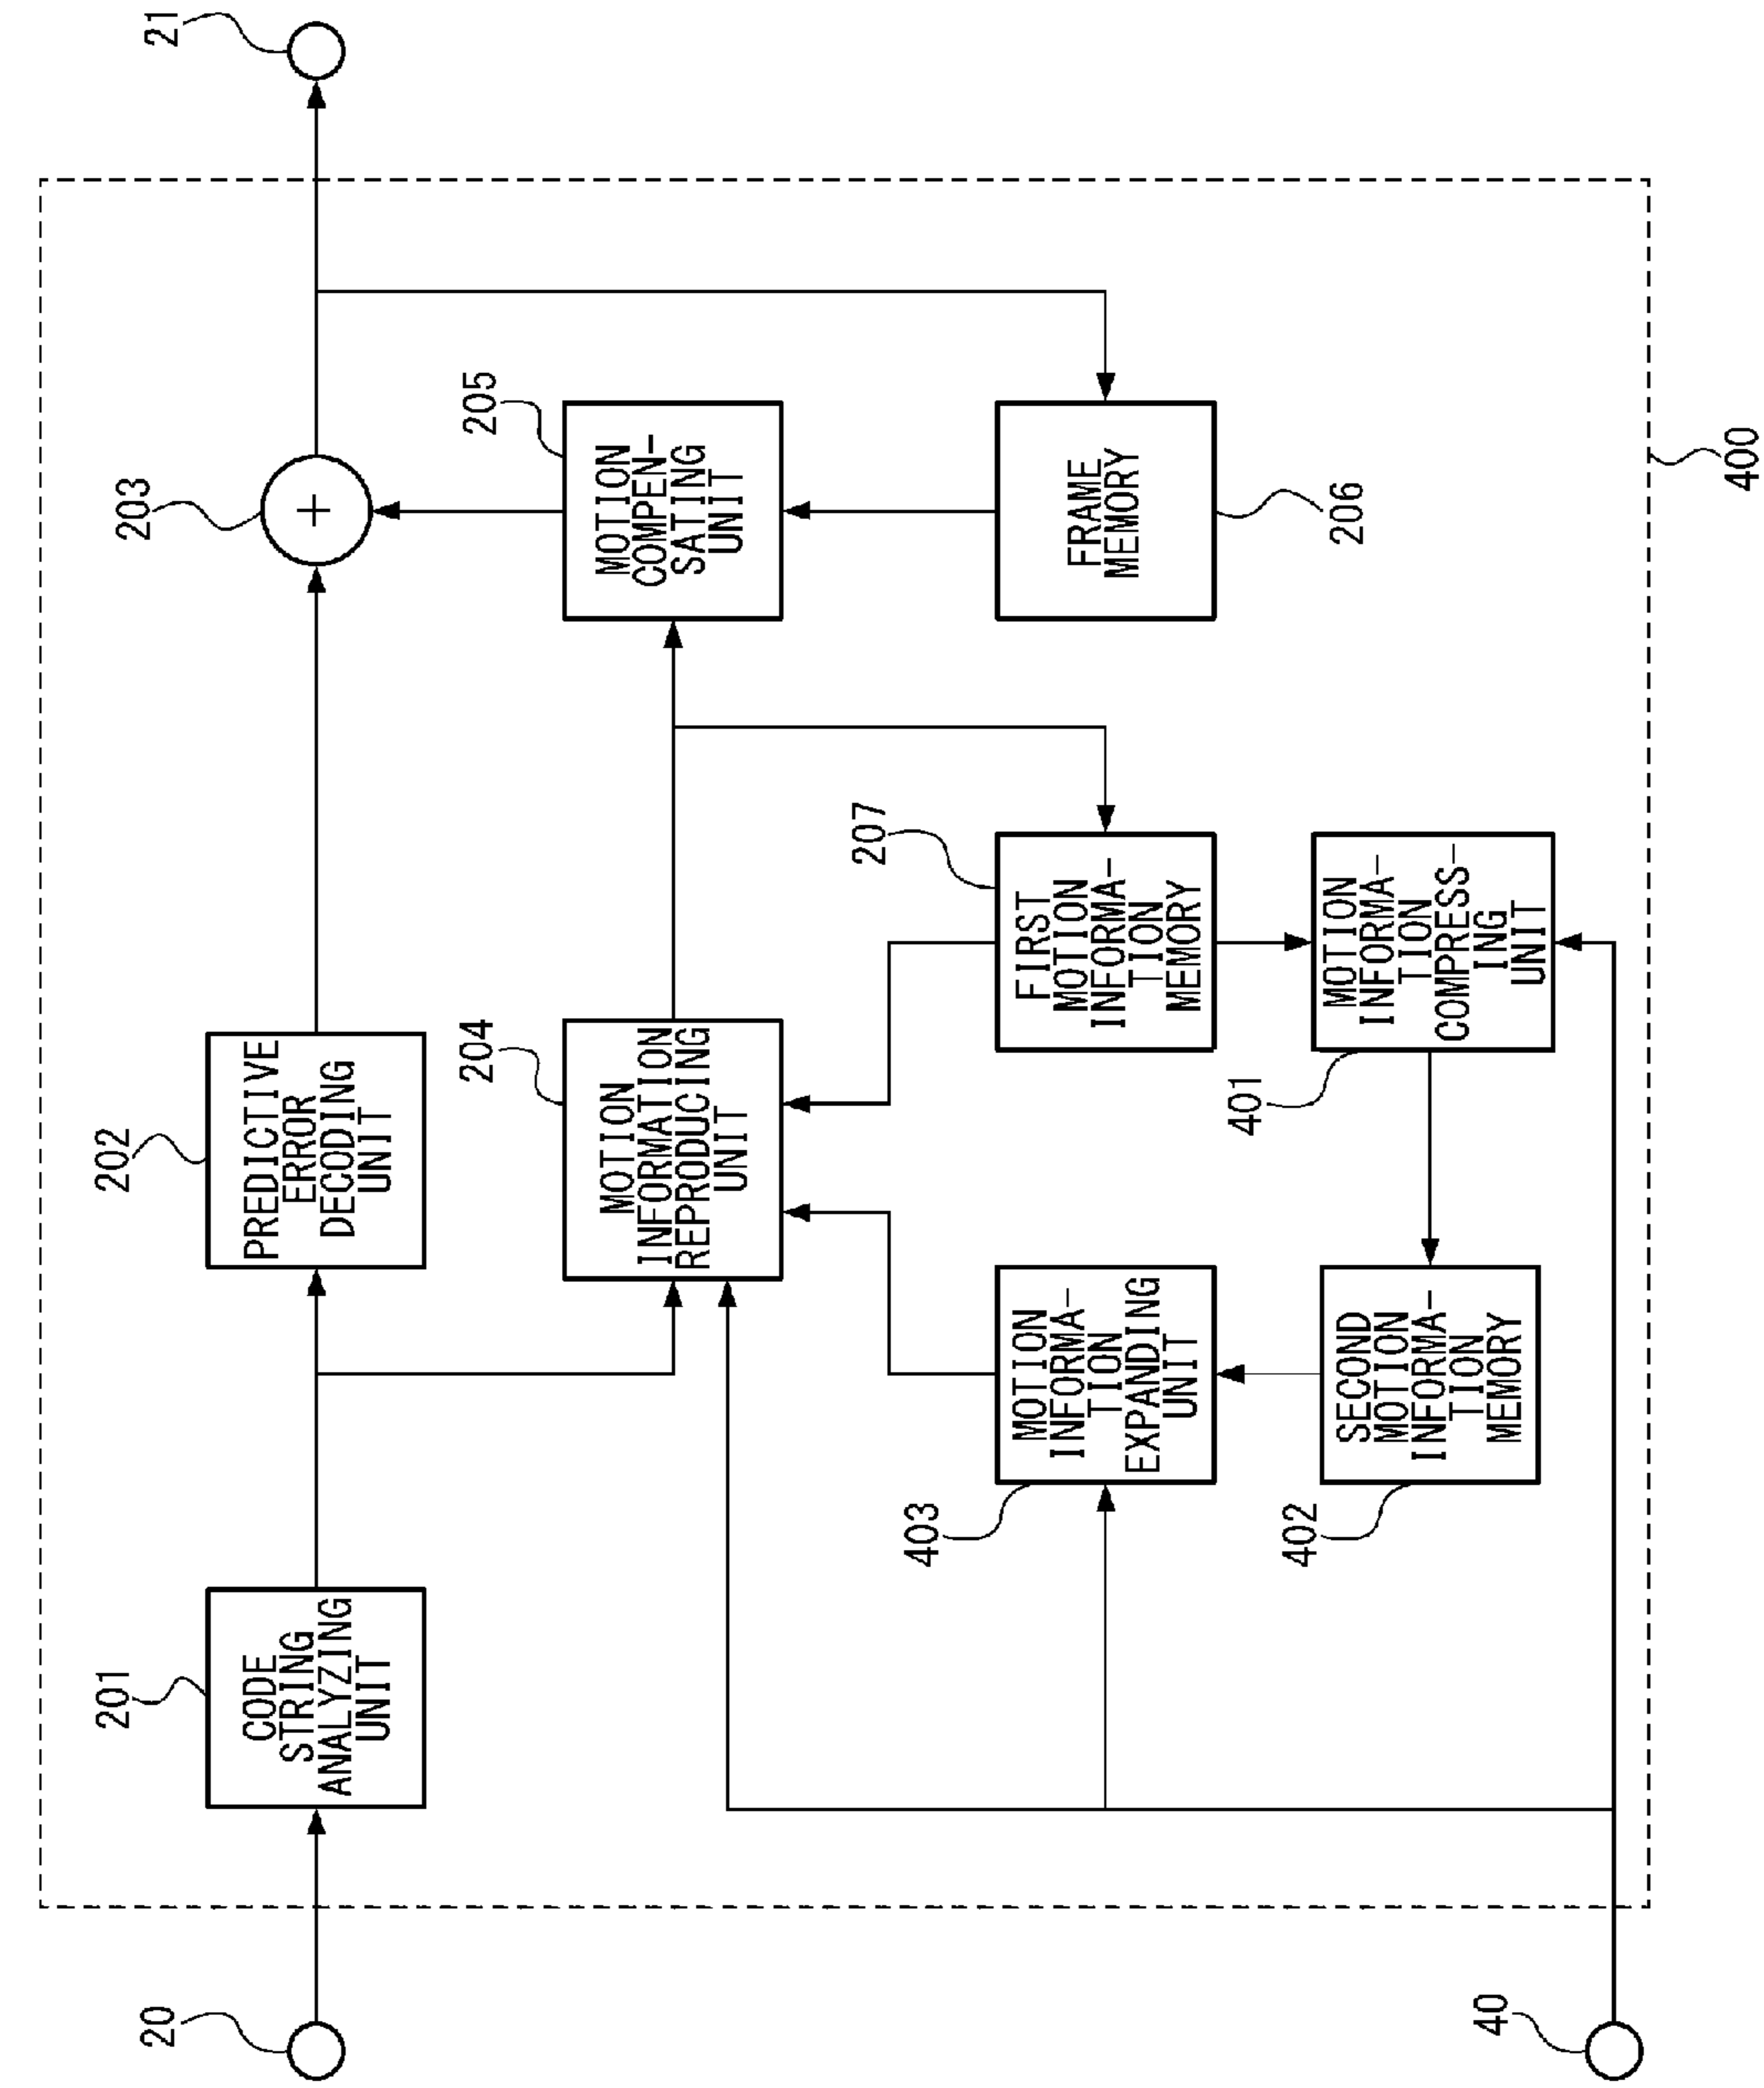 20
201
CODE
STRING
ANALYZING
UNIT
202
PREDICTIVE
ERROR
DECODING
UNIT
203
+
21
204
MOTION
INFORMATION
REPRODUCING
UNIT
205
MOTION
COMPEN-
SATIING
UNIT
403
MOTION
INFORMA-
TION
EXPANDING
UNIT
207
FIRST
MOTION
INFORMA-
TION
MEMORY
FRAME
MEMORY
206
402
SECOND
MOTION
INFORMA-
TION
MEMORY
401
MOTION
INFORMA-
TION
COMPRESS-
ING
UNIT
40
400